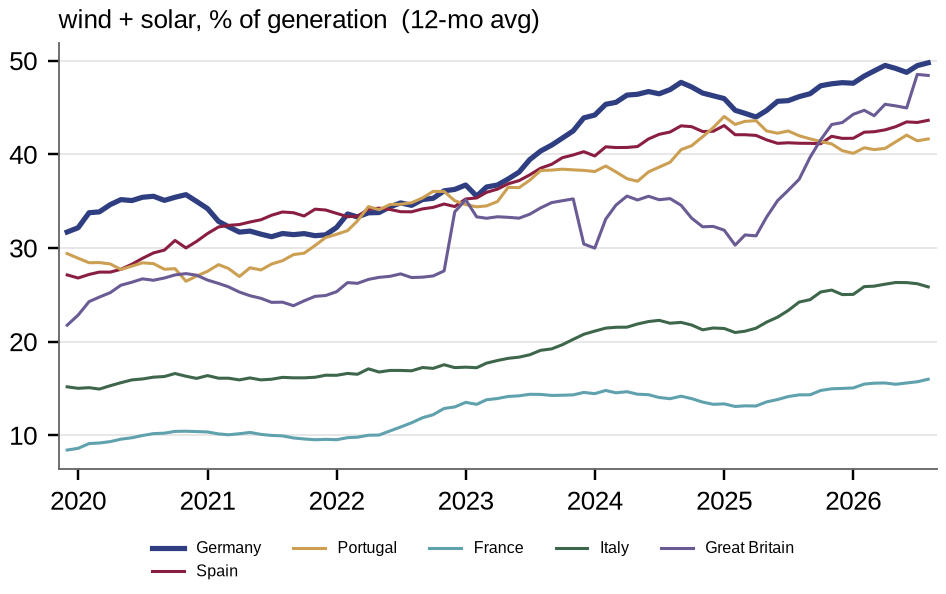 wind + solar, % of generation  (12-mo avg)
50
40
30
20
10
2020 2021 2022 2023 2024 2025 2026
Germany Portugal France Italy Great Britain
Spain